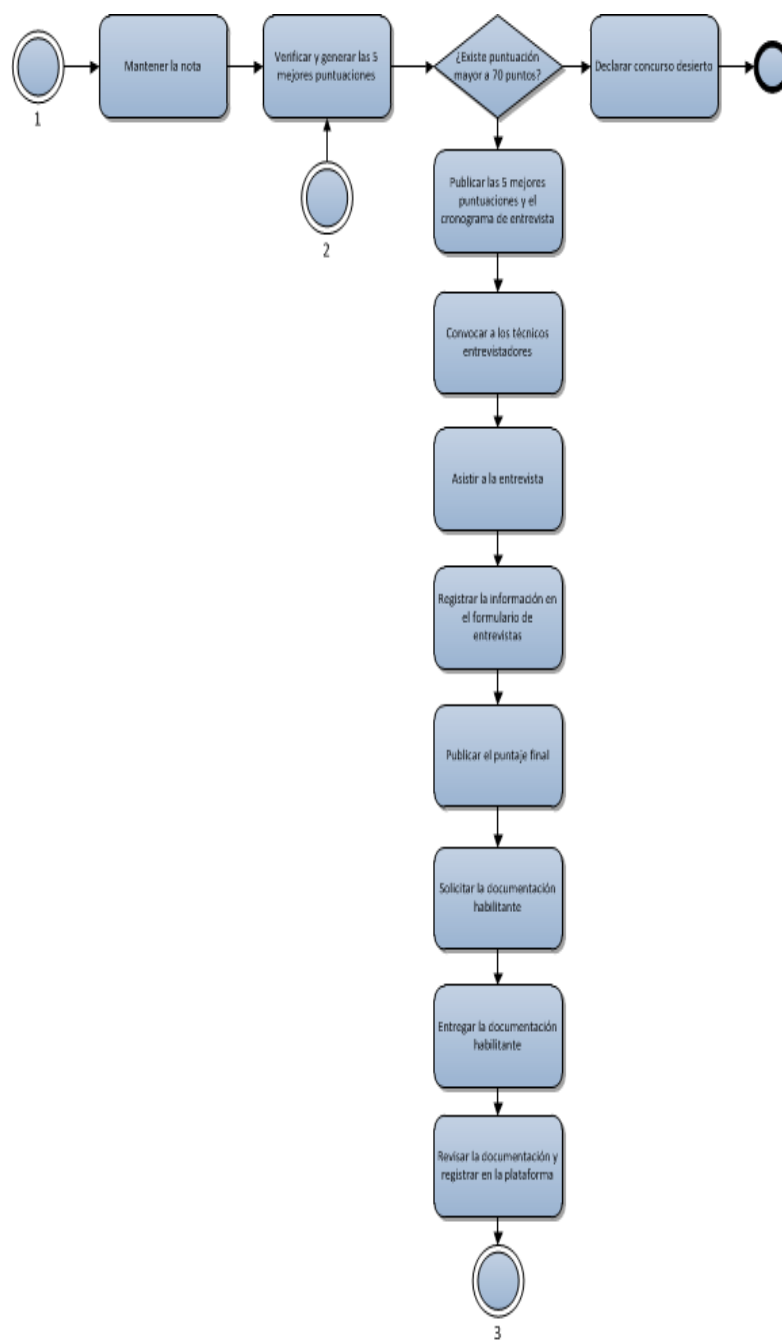 1
Mantener la nota
Verificar y generar las 5
mejores puntuaciones
2
¿Existe puntuación
mayor a 70 puntos?
Declarar concurso desierto
Publicar las 5 mejores
puntuaciones y el
cronograma de entrevista
Convocar a los técnicos
entrevistadores
Asistir a la entrevista
Registrar la información en
el formulario de
entrevistas
Publicar el puntaje final
Solicitar la documentación
habilitante
Entregar la documentación
habilitante
Revisar la documentación y
registrar en la plataforma
3